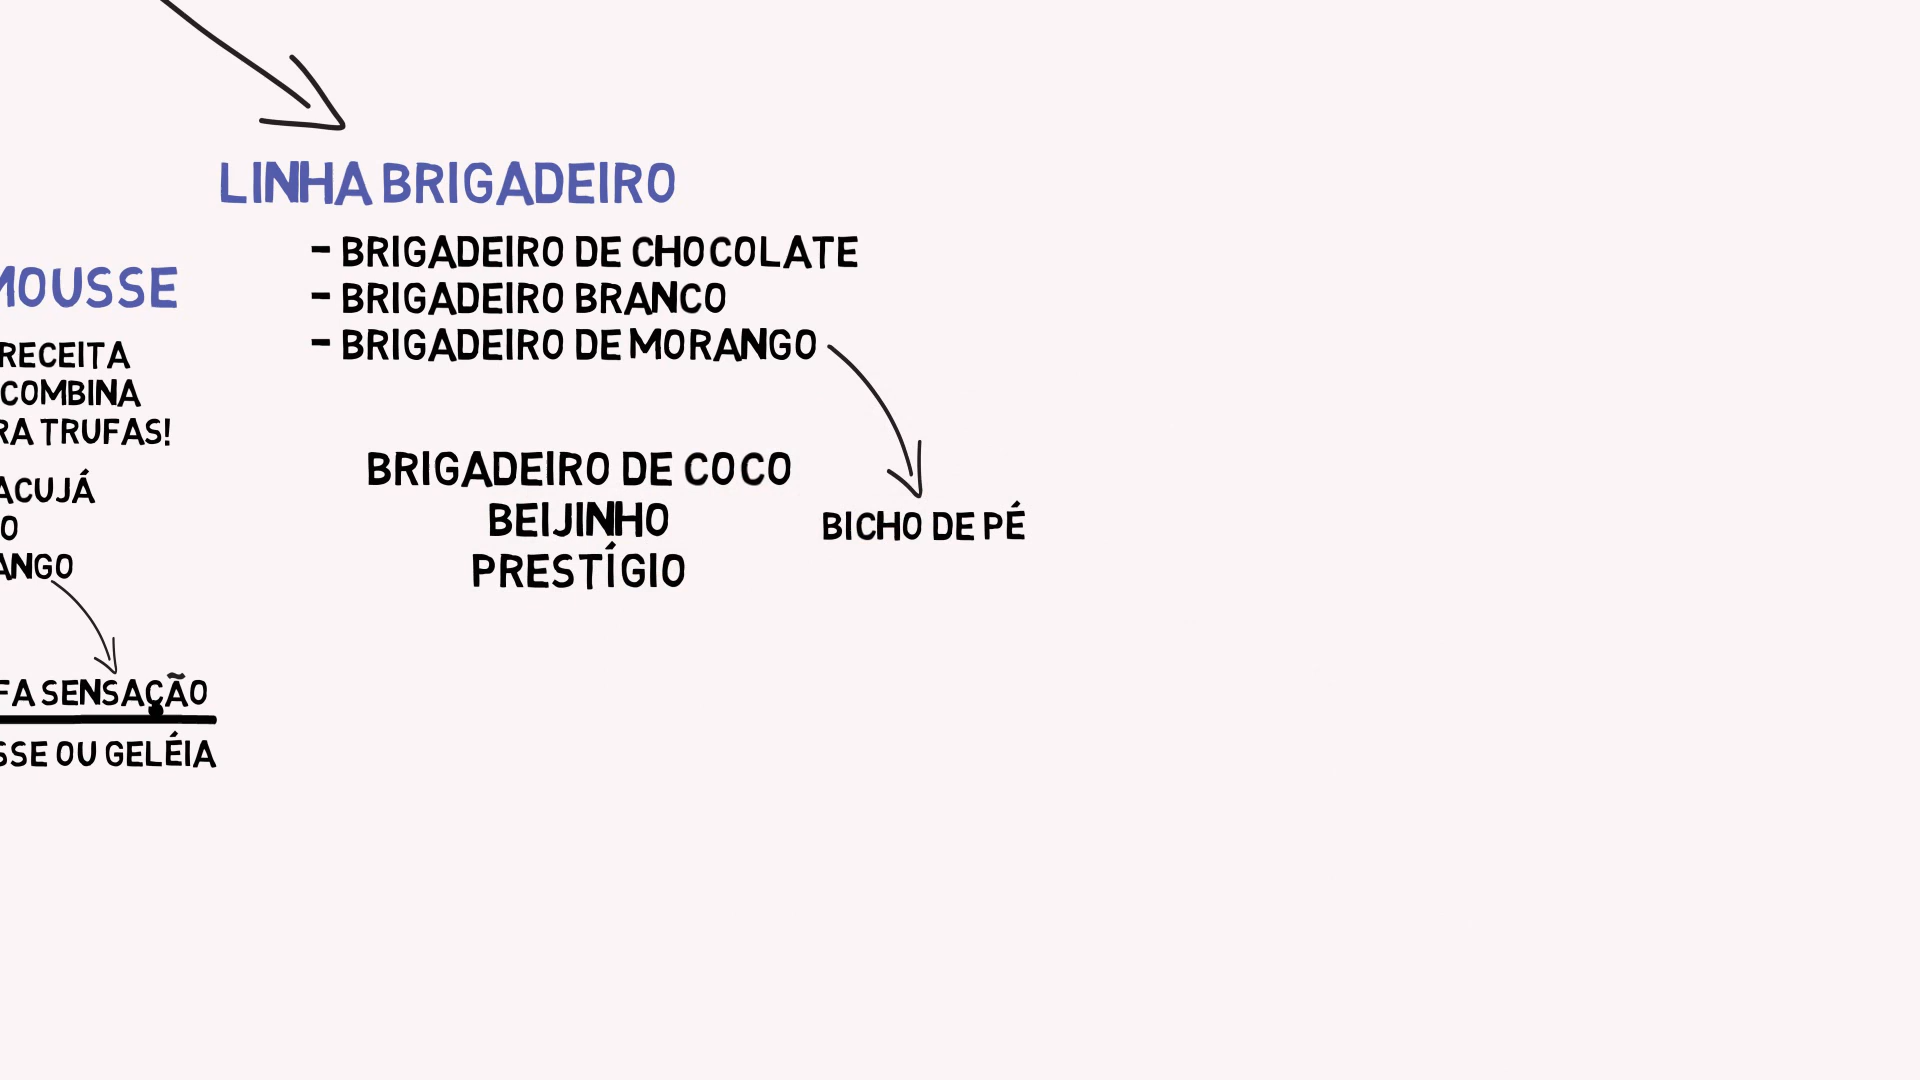 LINHA BRIGADEIRO
- BRIGADEIRO DE CHOCOLATE
- BRIGADEIRO BRANCO
- BRIGADEIRO DE MORANGO
BRIGADEIRO DE COCO
BEIJINHO
PRESTÍGIO
BICHO DE PÉ
MOUSSE
RECEITA
COMBINA
RA TRUFAS!
ACUJÁ
O
ANGO
FA SENSAÇÃO
SSE OU GELÉIA